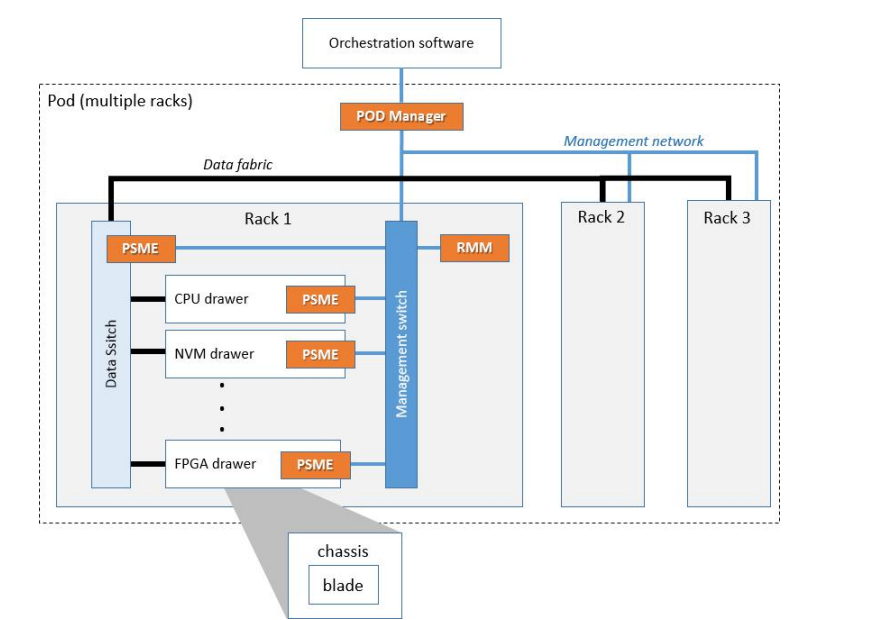 Orchestration software
Pod (multiple racks)
POD Manager
Management network
Data fabric
Rack 1
Rack 2
Rack 3
PSME
RMM
CPU drawer
PSME
NVM drawer
PSME
Data Ssitch
Management switch
FPGA drawer
PSME
chassis
blade